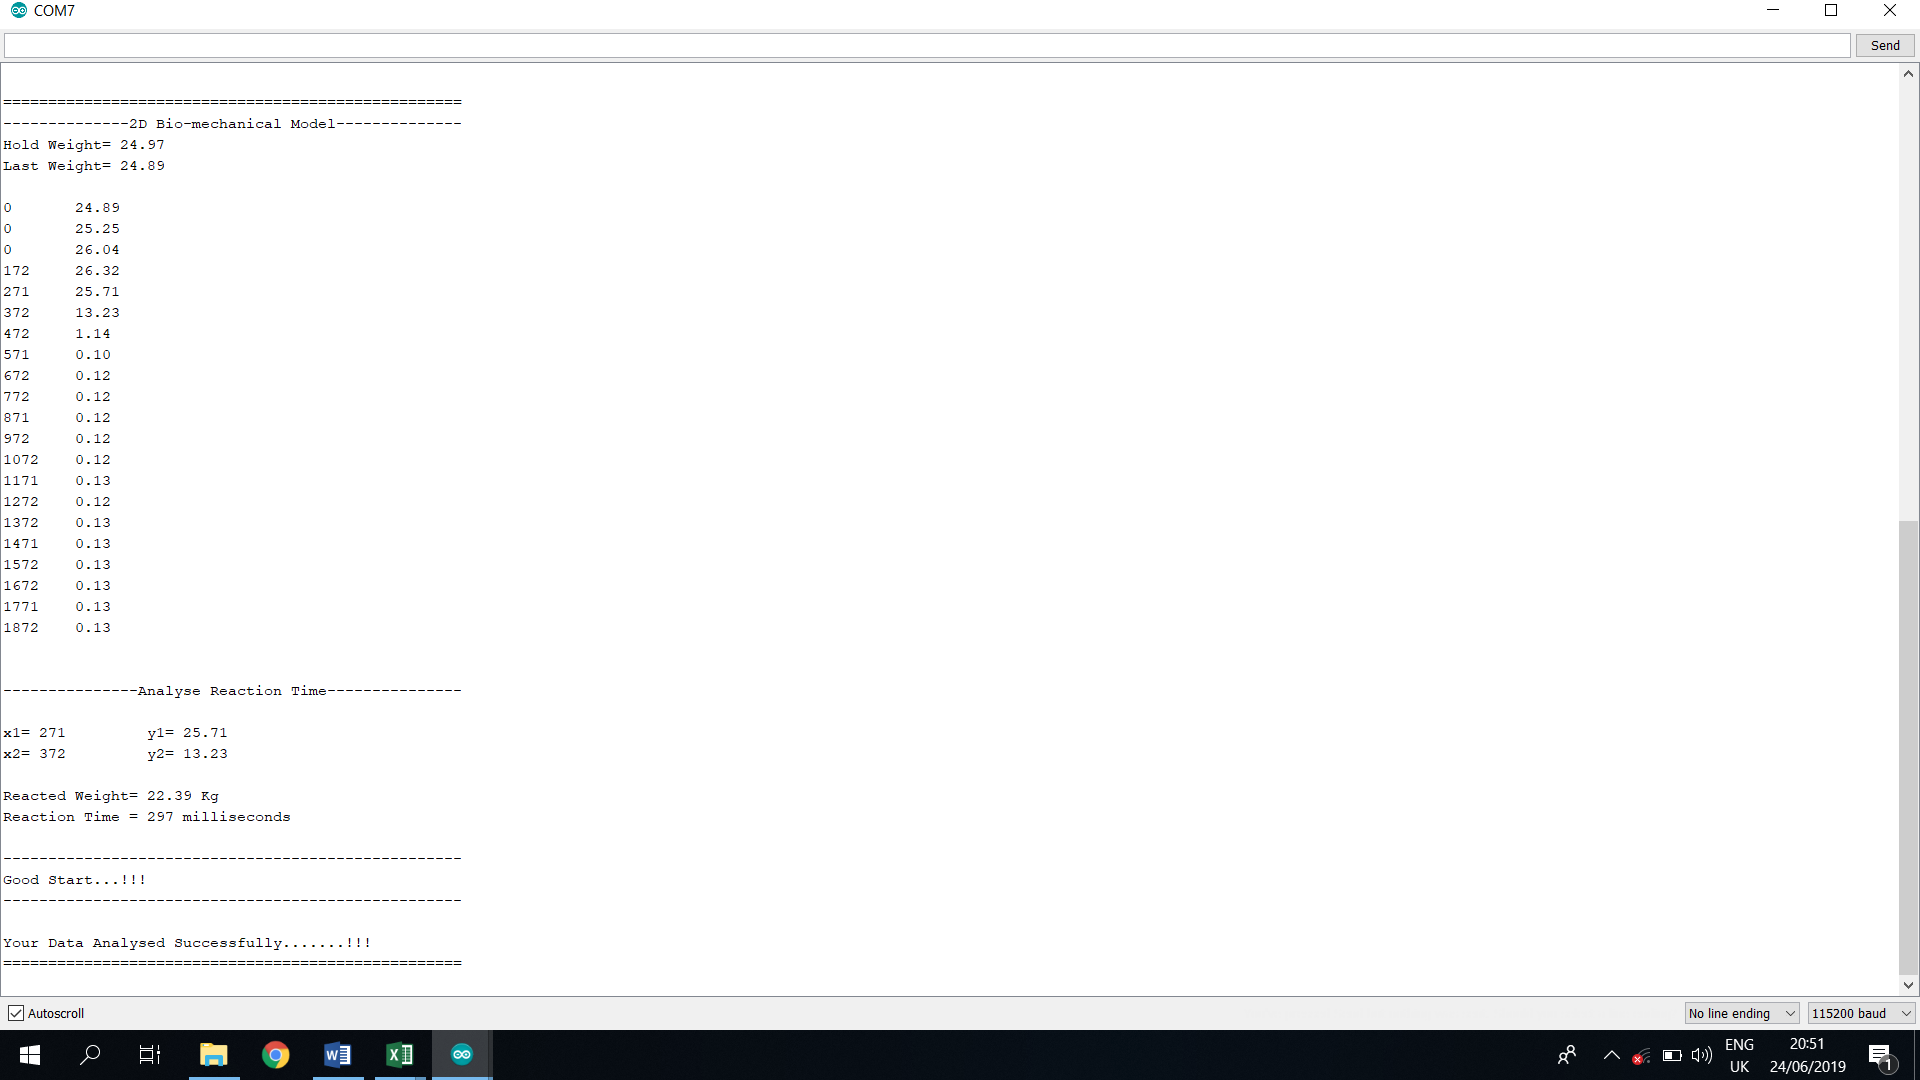 COM7
Send
==================================================
--------------2D Bio-mechanical Model--------------
Hold Weight= 24.97
Last Weight= 24.89
0 24.89
0 25.25
0 26.04
172 26.32
271 25.71
372 13.23
472 1.14
571 0.10
672 0.12
772 0.12
871 0.12
972 0.12
1072 0.12
1171 0.13
1272 0.12
1372 0.13
1471 0.13
1572 0.13
1672 0.13
1771 0.13
1872 0.13
---------------Analyse Reaction Time---------------
x1= 271 y1= 25.71
x2= 372 y2= 13.23
Reacted Weight= 22.39 Kg
Reaction Time = 297 milliseconds
---------------------------------------------------
Good Start...!!!
---------------------------------------------------
Your Data Analysed Successfully.......!!!
===================================================
Autoscroll
No line ending
115200 baud
ENG
UK
20:51
24/06/2019
1